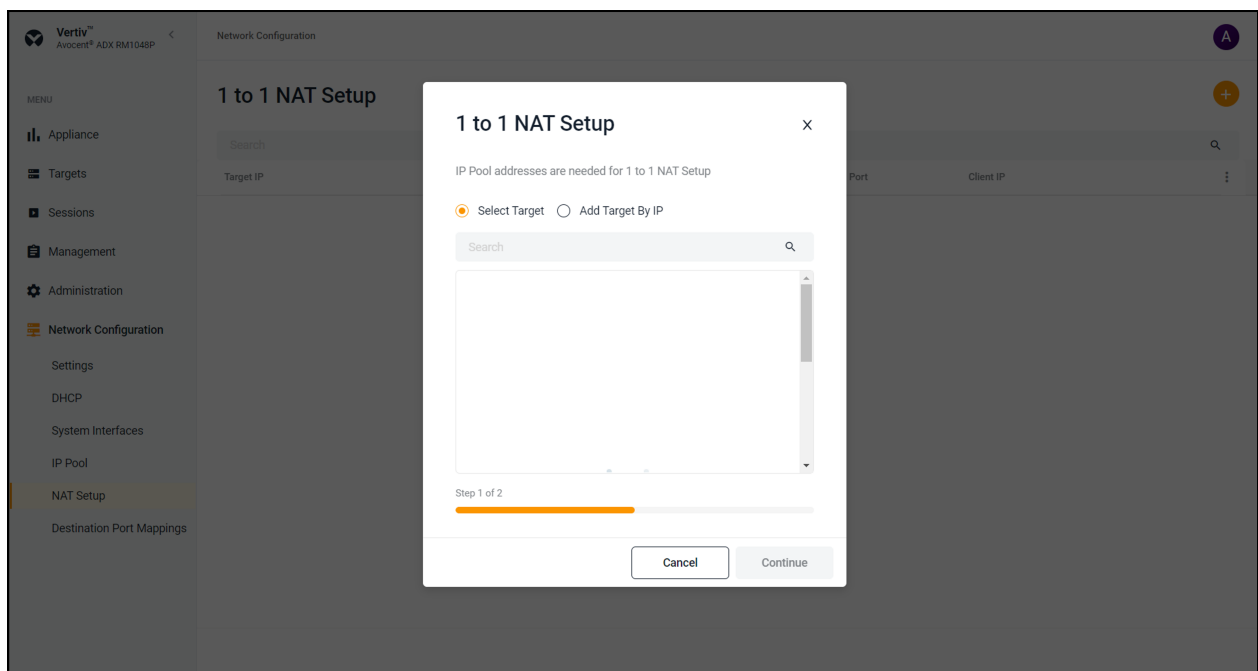 Vertiv™
Avocent® ADX RM1048P
Network Configuration
A
MENU
1 to 1 NAT Setup
Appliance
Search
Targets
Target IP
Port
Client IP
Sessions
Management
Administration
Network Configuration
Settings
DHCP
System Interfaces
IP Pool
NAT Setup
Destination Port Mappings
1 to 1 NAT Setup
X
IP Pool addresses are needed for 1 to 1 NAT Setup
Select Target Add Target By IP
Search
Step 1 of 2
Cancel Continue